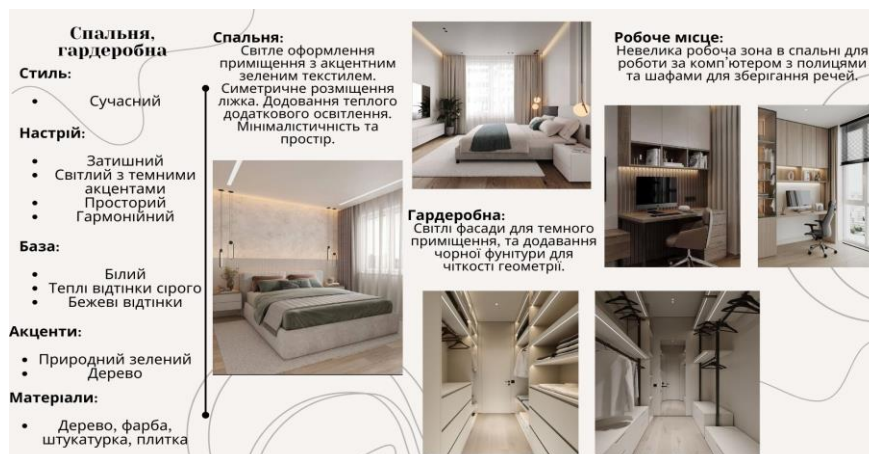 Спальня,
гардеробна
Стиль:
• Сучасний
Настрій:
• Затишний
• Світлий з темними
акцентами
• Просторий
• Гармонійний
База:
• Білий
• Теплі відтінки сірого
• Бежеві відтінки
Акценти:
• Природний зелений
• Дерево
Матеріали:
• Дерево, фарба,
штукатурка, плитка
Спальня:
Світле оформлення
приміщення з акцентним
зеленим текстилем.
Симетричне розміщення
ліжка. Додовання теплого
додаткового освітлення.
Мінімалістичність та
простір.
Гардеробна:
Світлі фасади для темного
приміщення, та додавання
чорної фунітури для
чіткості геометрії.
Робоче місце:
Невелика робоча зона в спальні для
роботи за комп'ютером з полицями
та шафами для зберігання речей.